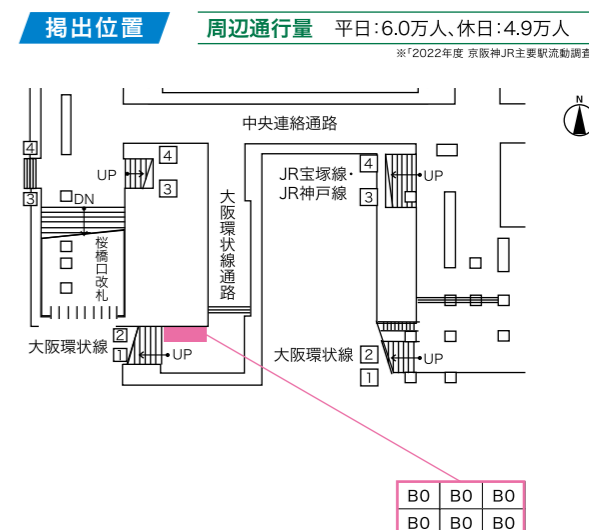 掲出位置
周辺通行量 平日:6.0万人、休日:4.9万人
※「2022年度 京阪神JR主要駅流動調査
N
中央連絡通路
4
3
UP
4
3
DN
桜橋口改札
大阪環状線通路
JR宝塚線・
JR神戸線
4
3
UP
大阪環状線
2
1
UP
大阪環状線
2
1
UP
B0 B0 B0
B0 B0 B0